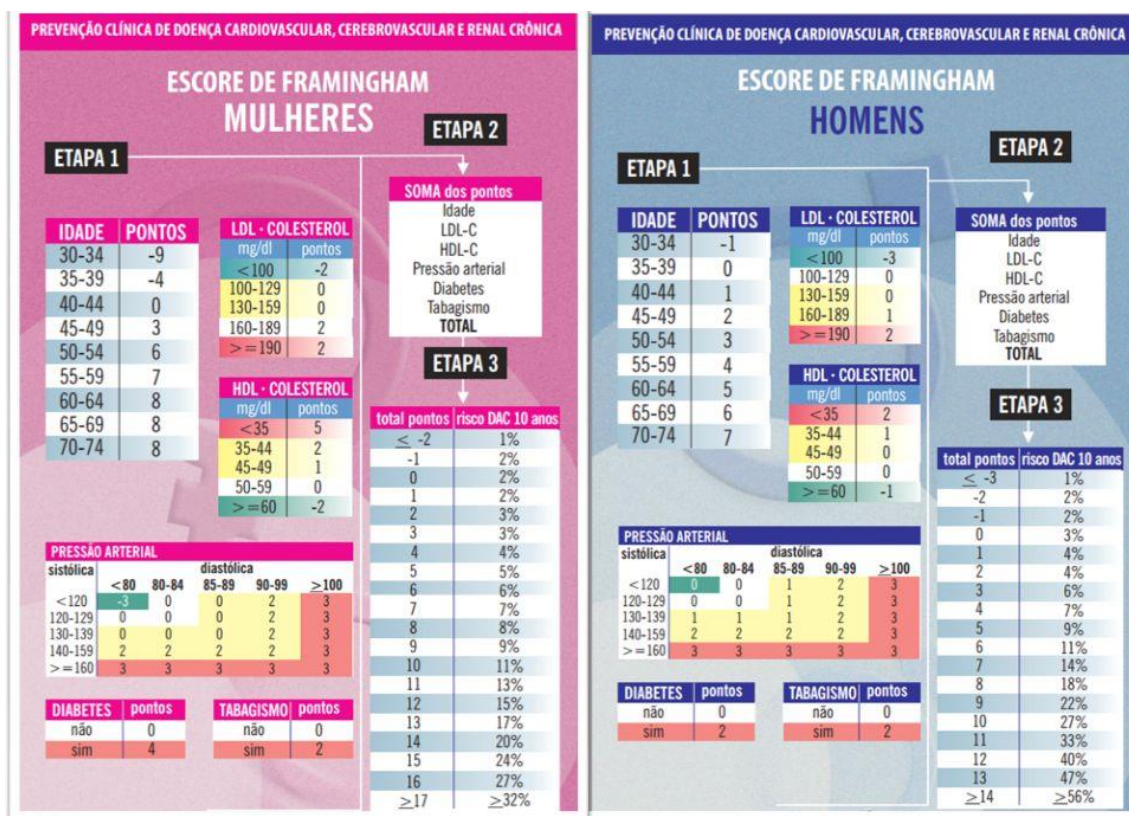 PREVENÇÃO CLÍNICA DE DOENÇA CARDIOVASCULAR, CEREBROVASCULAR E RENAL CRÔNICA
ESCORE DE FRAMINGHAM
MULHERES
ETAPA 1
ETAPA 2
IDADE PONTOS
30-34 -9
35-39 -4
40-44 0
45-49 3
50-54 6
55-59 7
60-64 8
65-69 8
70-74 8
LDL - COLESTEROL
mg/dl pontos
<100 -2
100-129 0
130-159 0
160-189 2
>=190 2
HDL - COLESTEROL
mg/dl pontos
<35 5
35-44 2
45-49 1
50-59 0
>=60 -2
SOMA dos pontos
Idade
LDL-C
HDL-C
Pressão arterial
Diabetes
Tabagismo
TOTAL
ETAPA 3
total pontos risco DAC 10 anos
≤ -2 1%
-1 2%
0 2%
1 2%
2 3%
3 3%
4 4%
5 5%
6 6%
7 7%
8 8%
9 9%
10 11%
11 13%
12 15%
13 17%
14 20%
15 24%
16 27%
≥17 ≥32%
PRESSÃO ARTERIAL
sistólica diastólica
<80 80-84 85-89 90-99 ≥100
<120 -3 0 0 2 3
120-129 0 0 0 2 3
130-139 0 0 0 2 3
140-159 2 2 2 2 3
>=160 3 3 3 3 3
DIABETES pontos
não 0
sim 4
TABAGISMO pontos
não 0
sim 2
PREVENÇÃO CLÍNICA DE DOENÇA CARDIOVASCULAR, CEREBROVASCULAR E RENAL CRÔNICA
ESCORE DE FRAMINGHAM
HOMENS
ETAPA 1
ETAPA 2
IDADE PONTOS
30-34 -1
35-39 0
40-44 1
45-49 2
50-54 3
55-59 4
60-64 5
65-69 6
70-74 7
LDL - COLESTEROL
mg/dl pontos
<100 -3
100-129 0
130-159 0
160-189 1
>=190 2
HDL - COLESTEROL
mg/dl pontos
<35 2
35-44 1
45-49 0
50-59 0
>=60 -1
SOMA dos pontos
Idade
LDL-C
HDL-C
Pressão arterial
Diabetes
Tabagismo
TOTAL
ETAPA 3
total pontos risco DAC 10 anos
≤ -3 1%
-2 2%
-1 2%
0 3%
1 4%
2 4%
3 6%
4 7%
5 9%
6 11%
7 14%
8 18%
9 22%
10 27%
11 33%
12 40%
13 47%
≥14 ≥56%
PRESSÃO ARTERIAL
sistólica diastólica
<80 80-84 85-89 90-99 ≥100
<120 0 0 1 2 3
120-129 0 0 1 2 3
130-139 1 1 1 2 3
140-159 2 2 2 2 3
>=160 3 3 3 3 3
DIABETES pontos
não 0
sim 2
TABAGISMO pontos
não 0
sim 2